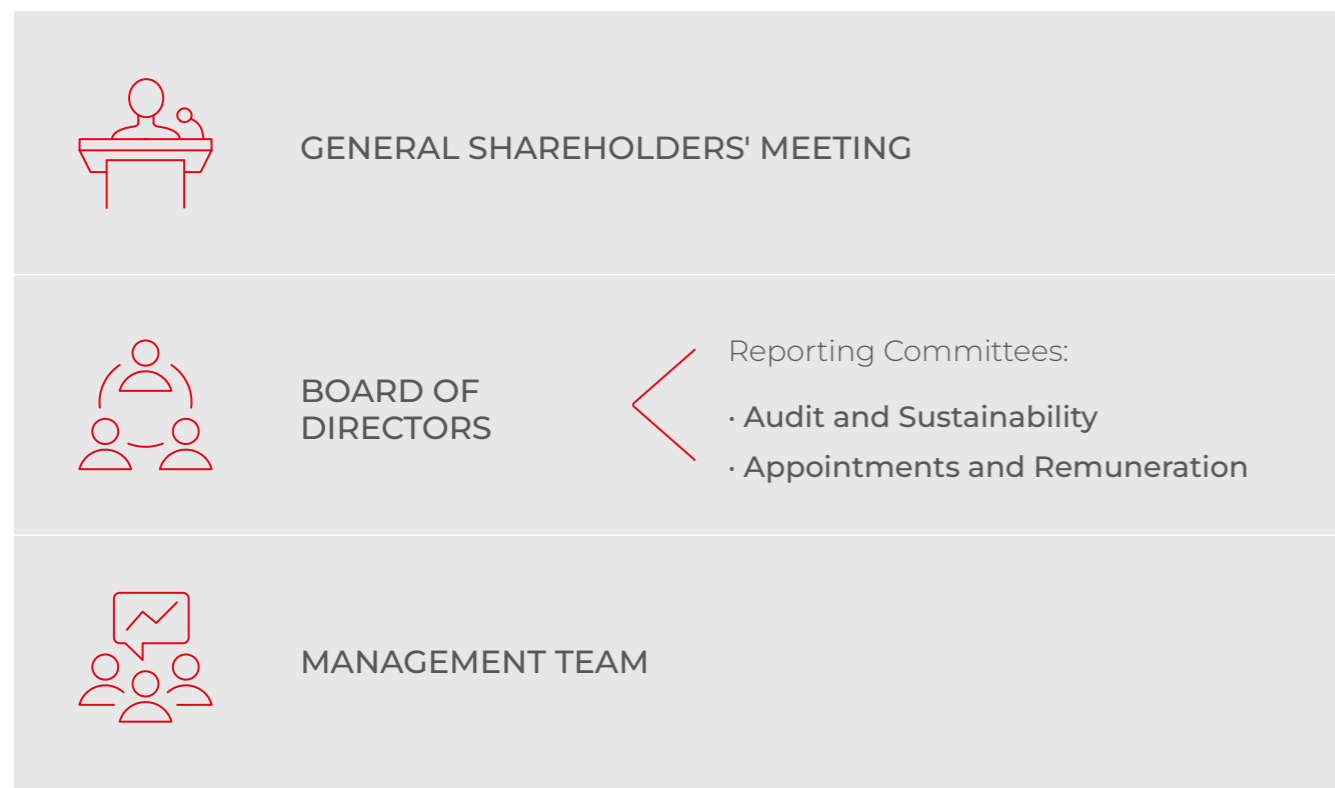 GENERAL SHAREHOLDERS' MEETING
BOARD OF
DIRECTORS
Reporting Committees:
· Audit and Sustainability
· Appointments and Remuneration
MANAGEMENT TEAM